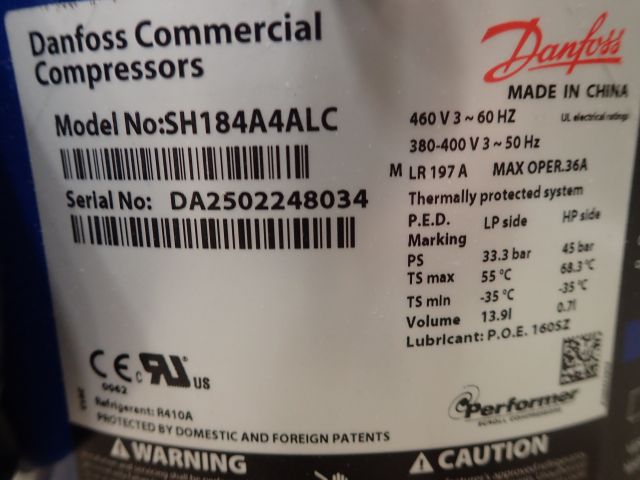 Danfoss Commercial
Compressors
Danfoss
MADE IN CHINA
Model No:SH184A4ALC
460 V 3 ~ 60 HZ UL electrical ratings
380-400 V 3 ~ 50 Hz
M LR 197 A MAX OPER.36A
Serial No: DA2502248034
Thermally protected system
P.E.D. LP side HP side
Marking
PS 33.3 bar 45 bar
TS max 55 °C 68.3 °C
TS min -35 °C -35 °C
Volume 13.9l 0.7l
Lubricant: P.O.E. 160SZ
CE
0062
c RU US
Refrigerant: R410A
PROTECTED BY DOMESTIC AND FOREIGN PATENTS
Performer
SCROLL COMPRESSORS
WARNING
CAUTION